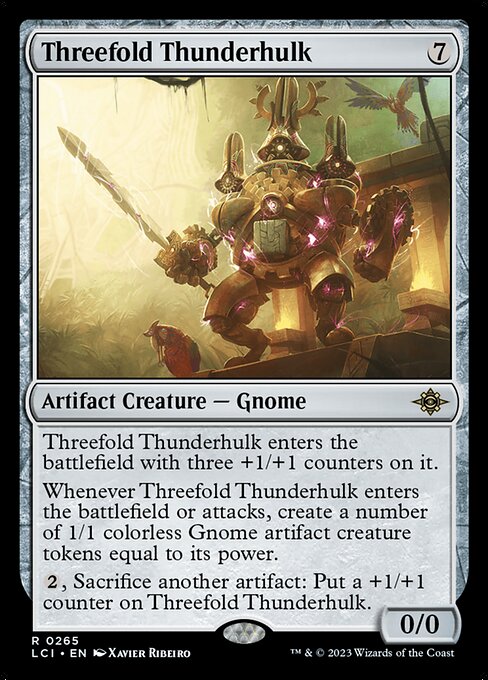 Threefold Thunderhulk 7
Artifact Creature — Gnome
Threefold Thunderhulk enters the
battlefield with three +1/+1 counters on it.
Whenever Threefold Thunderhulk enters
the battlefield or attacks, create a number
of 1/1 colorless Gnome artifact creature
tokens equal to its power.
2, Sacrifice another artifact: Put a +1/+1
counter on Threefold Thunderhulk.
0/0
R 0265
LCI • EN Xavier Ribeiro
™ & © 2023 Wizards of the Coast